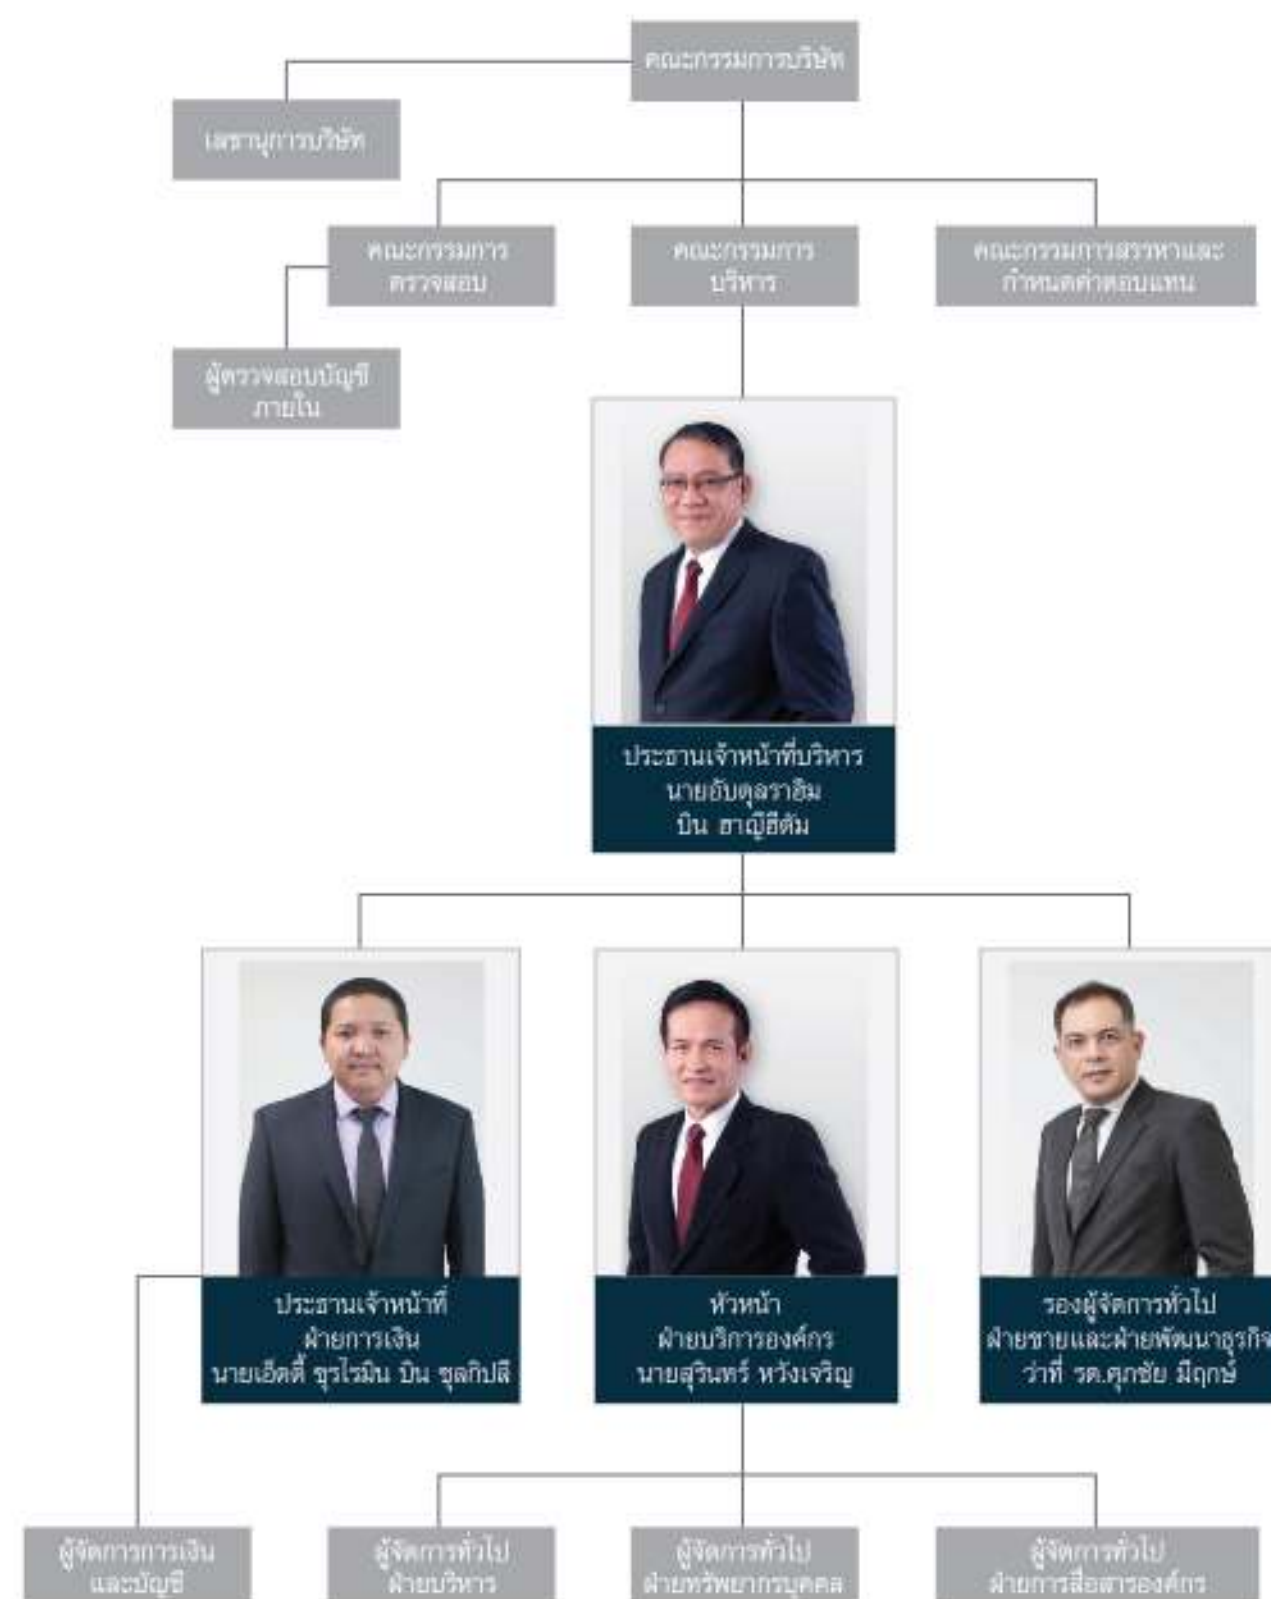 คณะกรรมการบริษัท
เลขานุการบริษัท
คณะกรรมการ
ตรวจสอบ
คณะกรรมการ
บริหาร
คณะกรรมการสรรหาและ
กำหนดค่าตอบแทน
ผู้ตรวจสอบบัญชี
ภายใน
ประธานเจ้าหน้าที่บริหาร
นายอับดุลราฮิม
บิน ฮาญีฮีตัม
ประธานเจ้าหน้าที่
ฝ่ายการเงิน
นายเอ็ดดี้ ชุรไรมิน บิน ชุลกิปลี
หัวหน้า
ฝ่ายบริการองค์กร
นายสุรินทร์ หวังเจริญ
รองผู้จัดการทั่วไป
ฝ่ายขายและฝ่ายพัฒนาธุรกิจ
ว่าที่ รต.ศุภชัย มีฤกษ์
ผู้จัดการการเงิน
และบัญชี
ผู้จัดการทั่วไป
ฝ่ายบริหาร
ผู้จัดการทั่วไป
ฝ่ายทรัพยากรบุคคล
ผู้จัดการทั่วไป
ฝ่ายการสื่อสารองค์กร